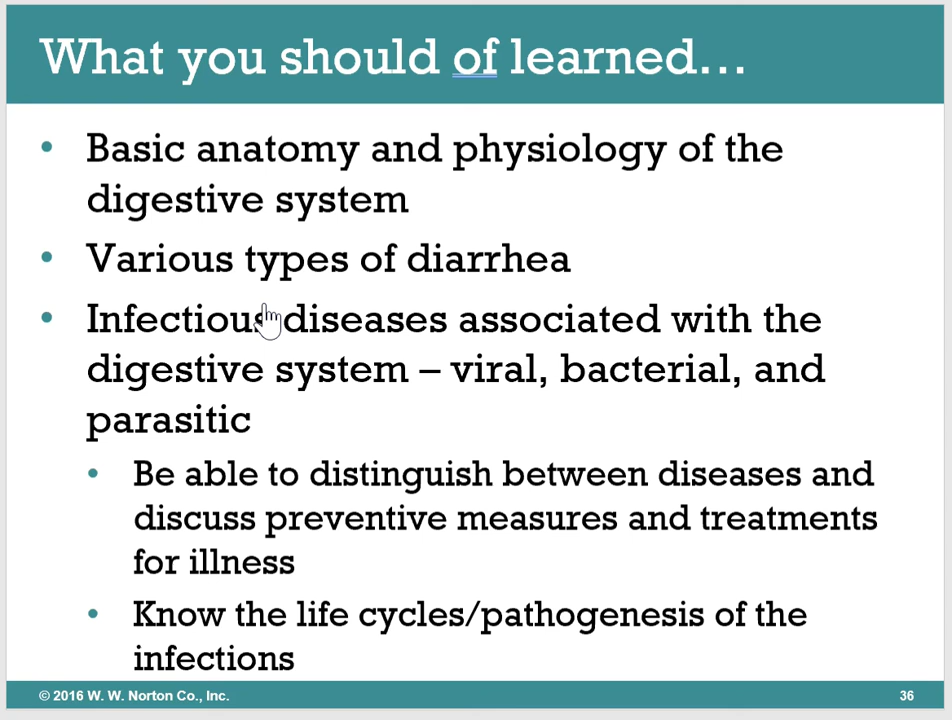 What you should of learned...
• Basic anatomy and physiology of the
digestive system
• Various types of diarrhea
• Infectious diseases associated with the
digestive system – viral, bacterial, and
parasitic
• Be able to distinguish between diseases and
discuss preventive measures and treatments
for illness
• Know the life cycles/pathogenesis of the
infections
© 2016 W. W. Norton Co., Inc.
36